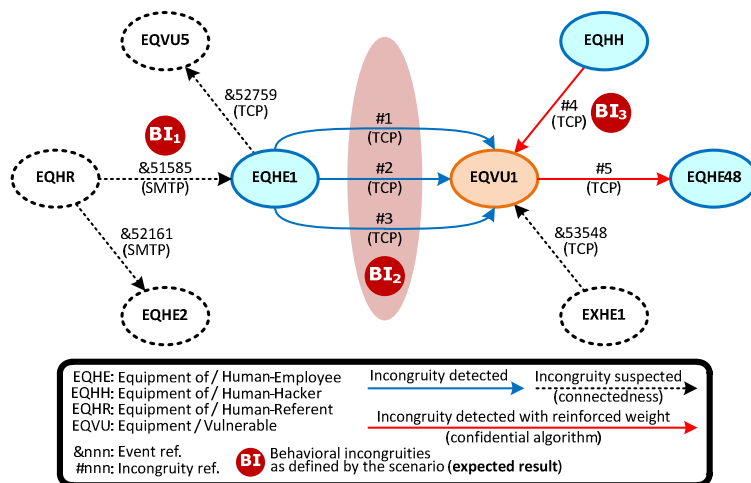 EQVU5
EQHH
&52759
(TCP)
#1
(TCP)
#4
(TCP)
BI3
BI1
EQHR
&51585
(SMTP)
EQHE1
#2
(TCP)
EQVU1
#5
(TCP)
EQHE48
#3
(TCP)
&52161
(SMTP)
&53548
(TCP)
BI2
EQHE2
EXHE1
EQHE: Equipment of / Human-Employee
EQHH: Equipment of / Human-Hacker
EQHR: Equipment of / Human-Referent
EQVU: Equipment / Vulnerable
&nnn: Event ref.
#nnn: Incongruity ref.
Incongruity detected
Incongruity suspected
(connectedness)
Incongruity detected with reinforced weight
(confidential algorithm)
BI
Behavioral incongruities
as defined by the scenario (expected result)